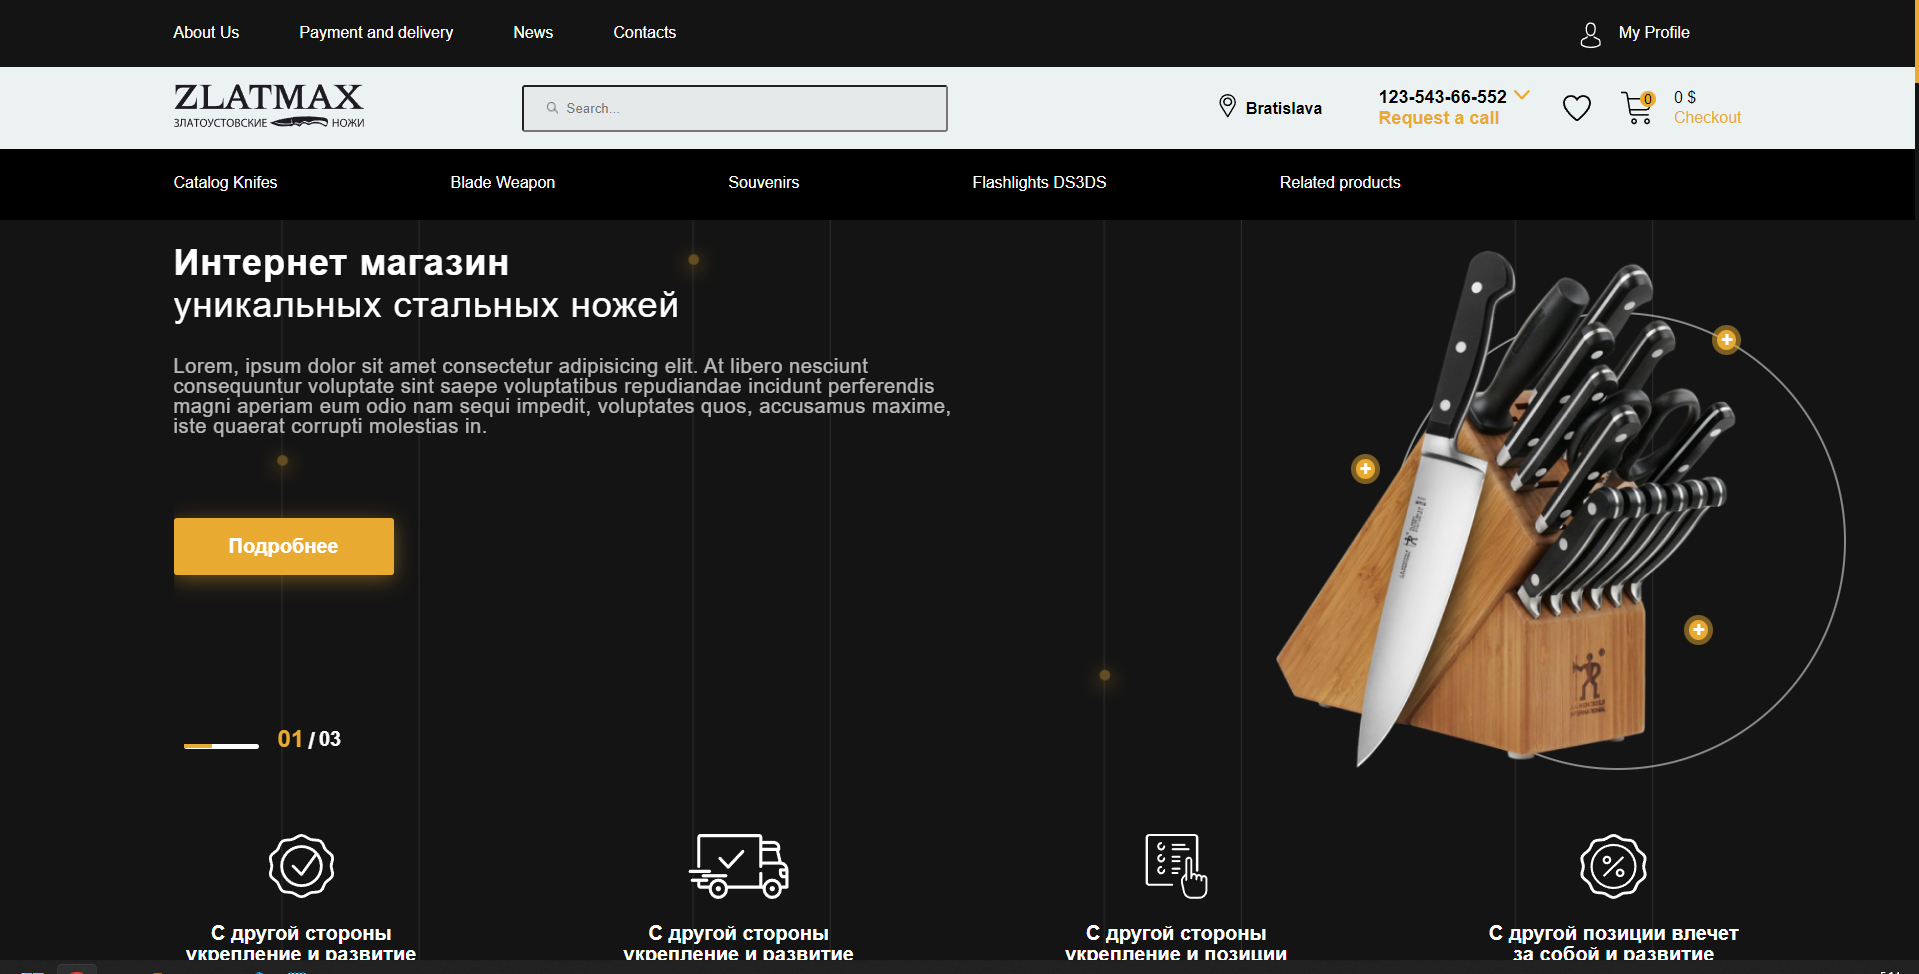 About Us Payment and delivery News Contacts My Profile
ZLATMAX
ЗЛАТОУСТОВСКИЕ НОЖИ
Search...
Bratislava
123-543-66-552
Request a call
0
0 $
Checkout
Catalog Knifes Blade Weapon Souvenirs Flashlights DS3DS Related products
Интернет магазин
уникальных стальных ножей
Lorem, ipsum dolor sit amet consectetur adipisicing elit. At libero nesciunt
consequuntur voluptate sint saepe voluptatibus repudiandae incidunt perferendis
magni aperiam eum odio nam sequi impedit, voluptates quos, accusamus maxime,
iste quaerat corrupti molestias in.
Подробнее
01 / 03
С другой стороны
укрепление и развитие
С другой стороны
укрепление и развитие
С другой стороны
укрепление и позиции
С другой позиции влечет
за собой и развитие